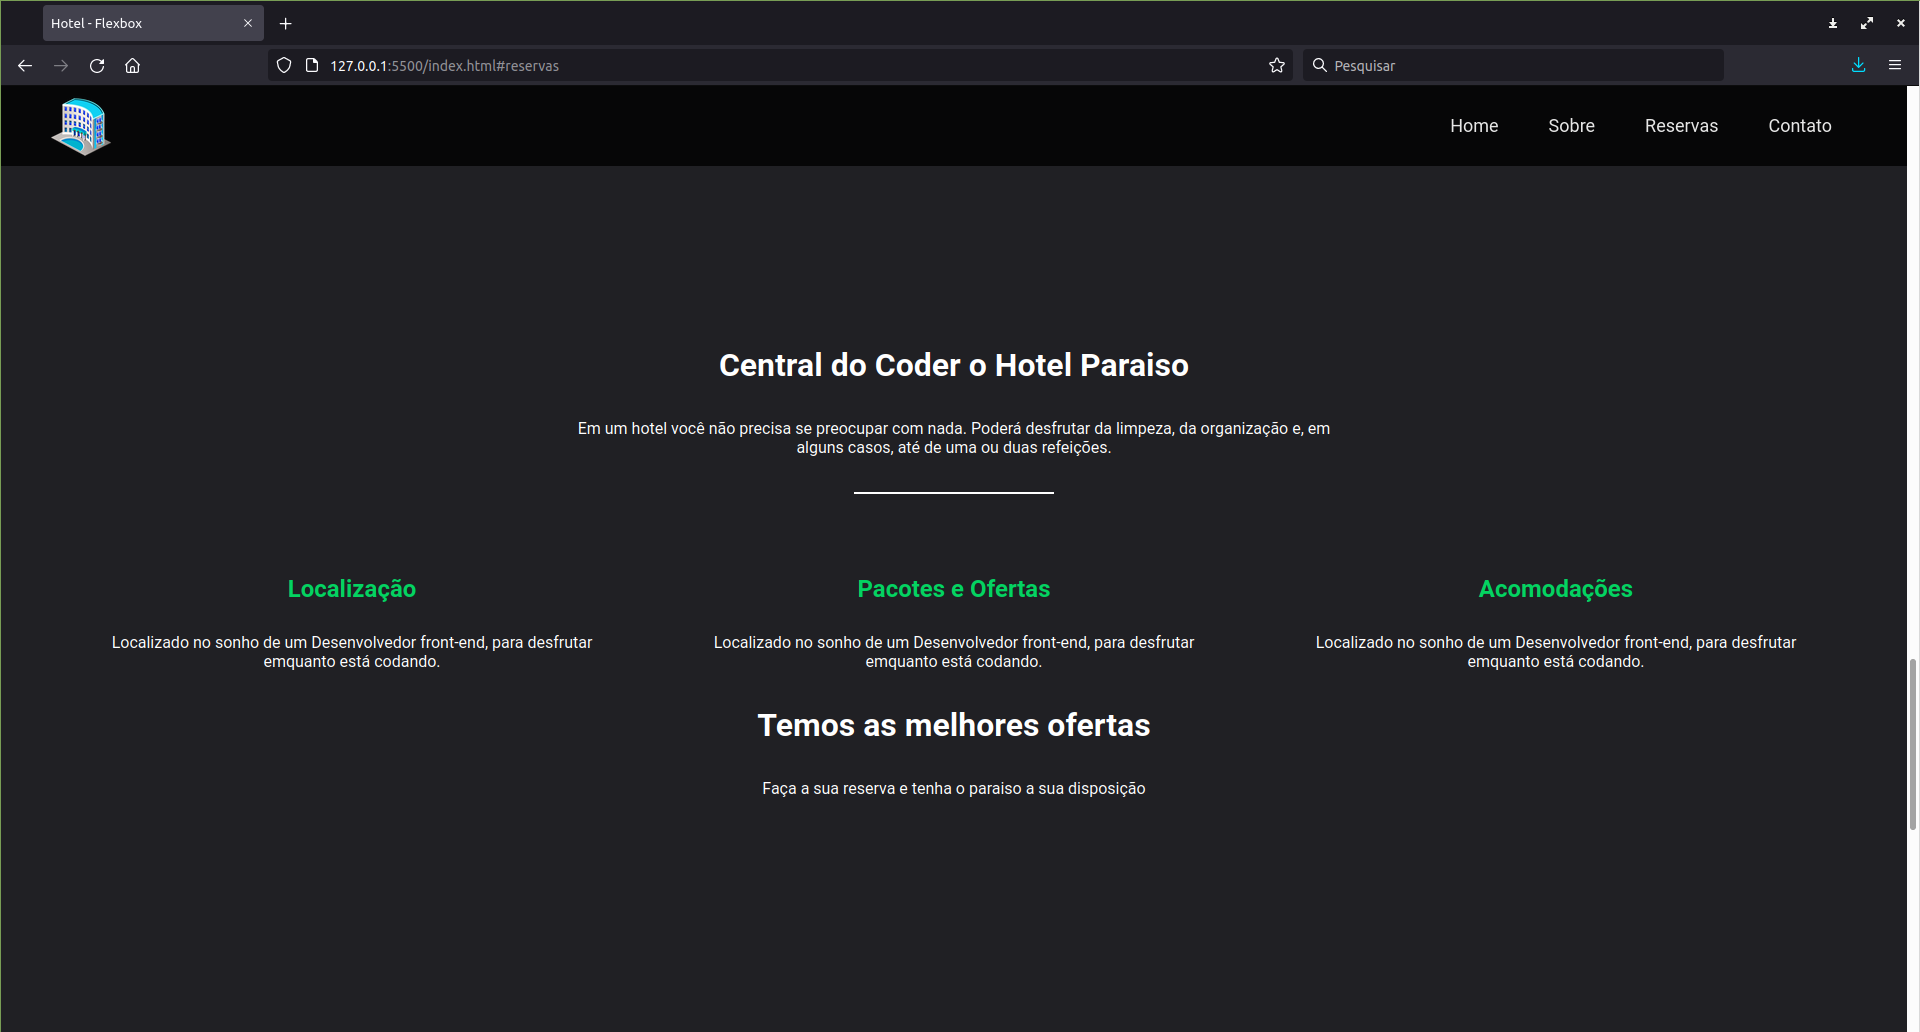 Hotel - Flexbox
127.0.0.1:5500/index.html#reservas
Pesquisar
Home
Sobre
Reservas
Contato
Central do Coder o Hotel Paraiso
Em um hotel você não precisa se preocupar com nada. Poderá desfrutar da limpeza, da organização e, em
alguns casos, até de uma ou duas refeições.
Localização
Localizado no sonho de um Desenvolvedor front-end, para desfrutar
emquanto está codando.
Pacotes e Ofertas
Localizado no sonho de um Desenvolvedor front-end, para desfrutar
emquanto está codando.
Acomodações
Localizado no sonho de um Desenvolvedor front-end, para desfrutar
emquanto está codando.
Temos as melhores ofertas
Faça a sua reserva e tenha o paraiso a sua disposição